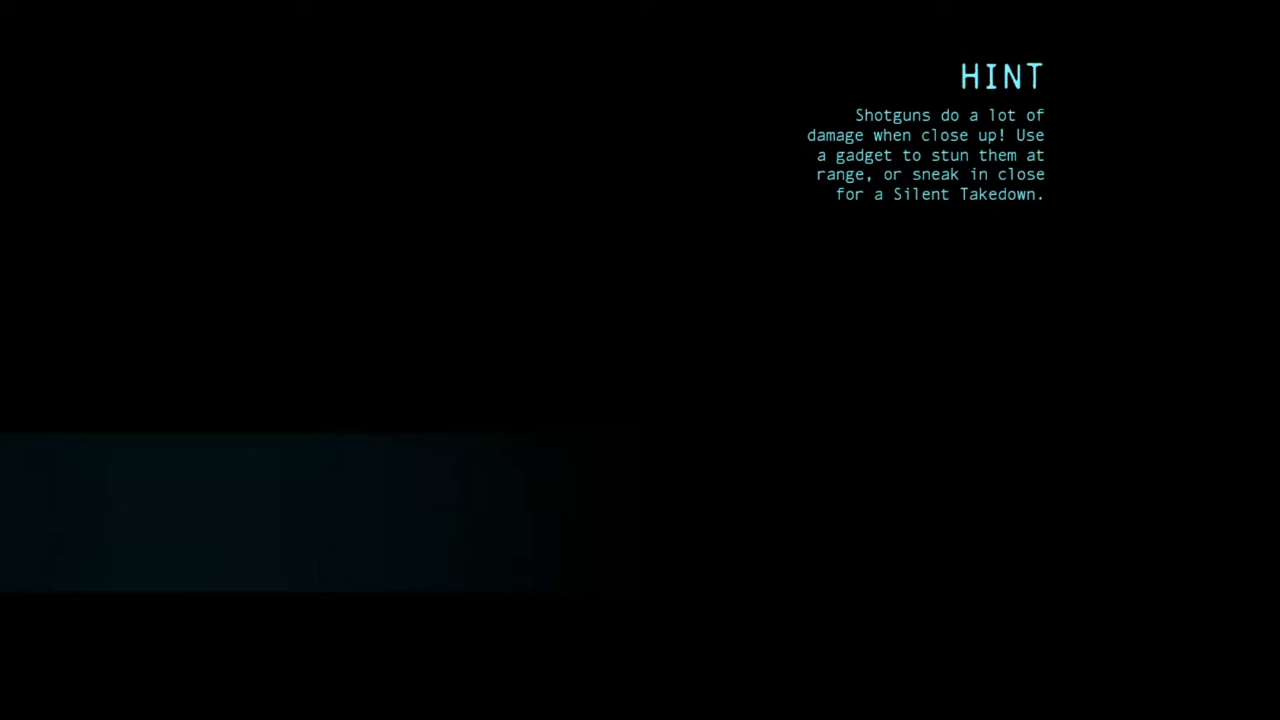 HINT
Shotguns do a lot of
damage when close up! Use
a gadget to stun them at
range, or sneak in close
for a Silent Takedown.